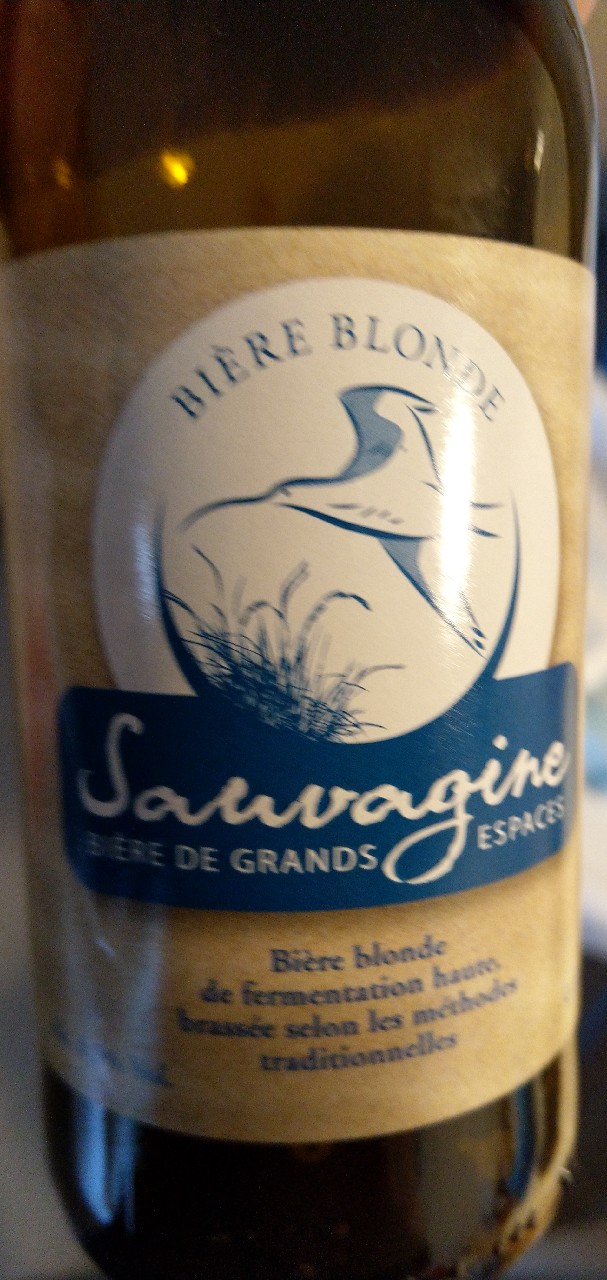 BIÈRE BLONDE
Sauvagine
BIÈRE DE GRANDS ESPACES
Bière blonde
de fermentation haute,
brassée selon les méthodes
traditionnelles